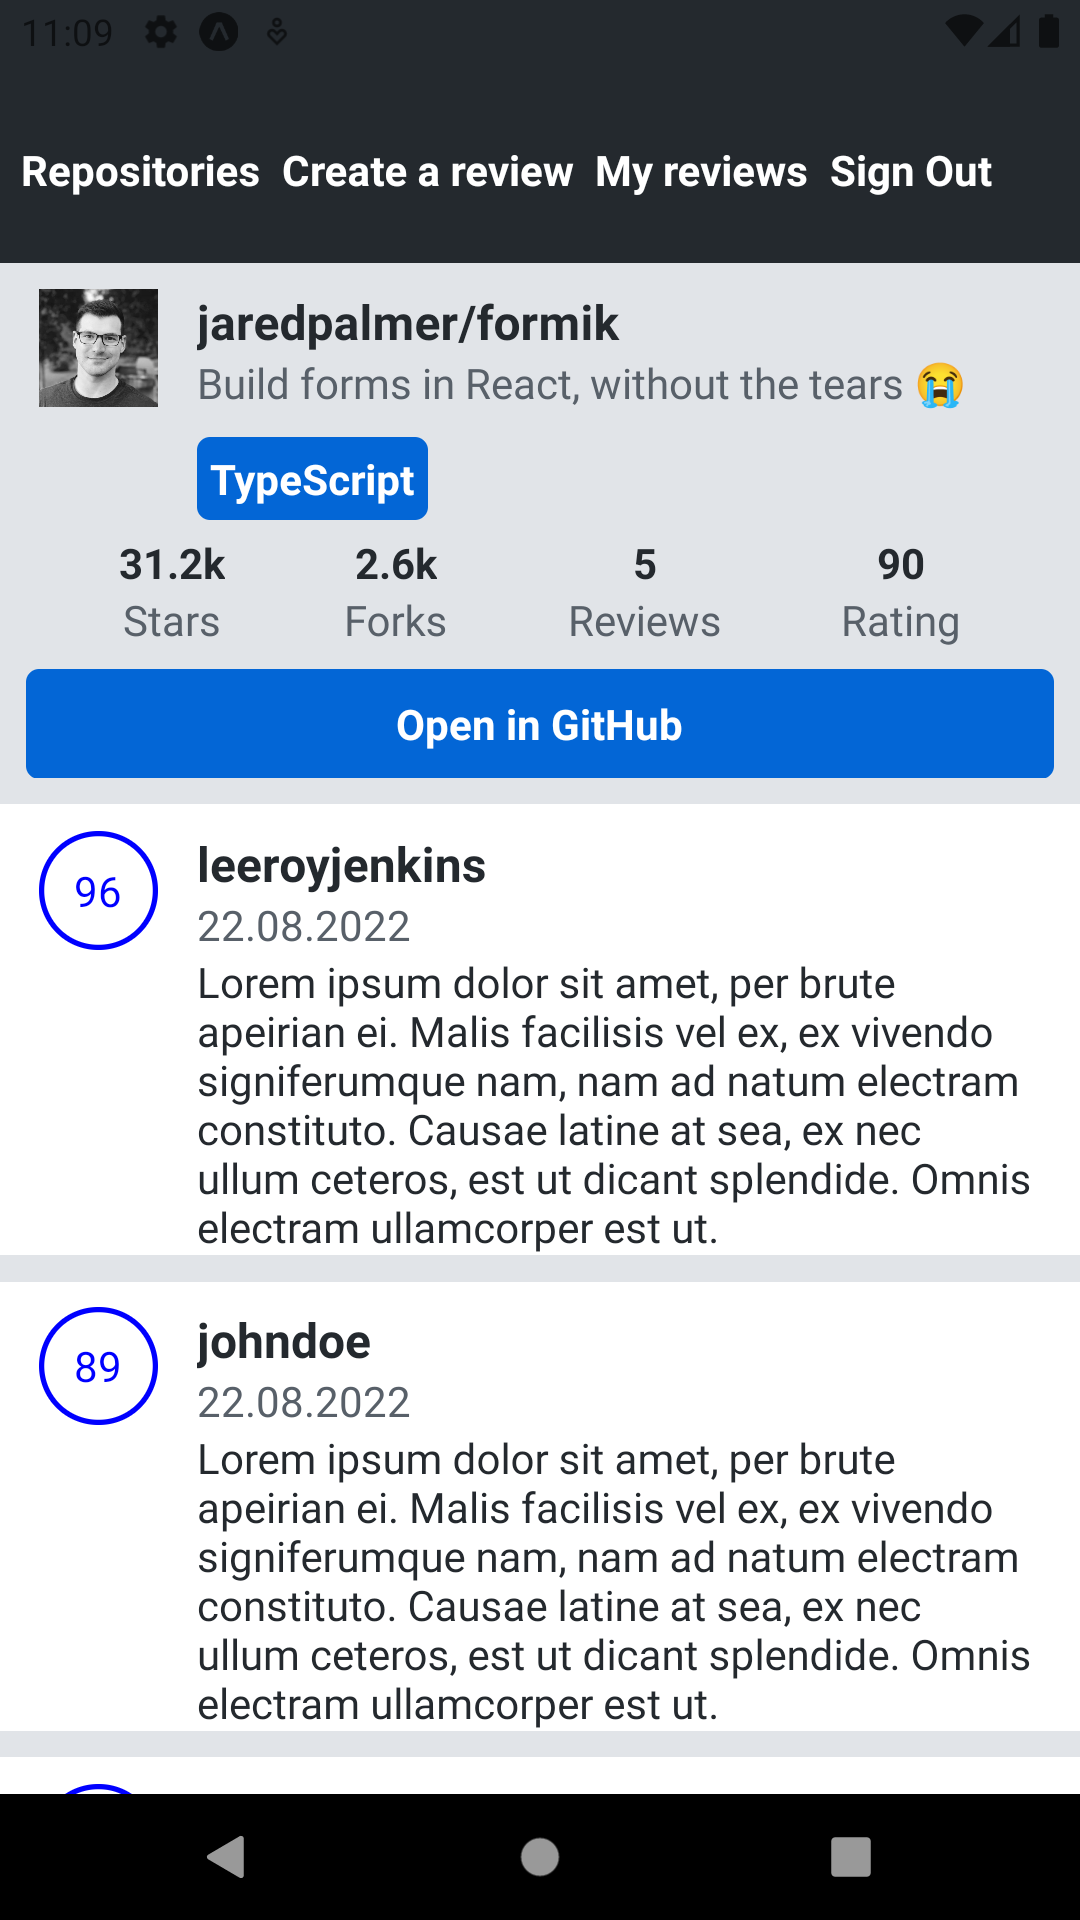 11:09
Repositories Create a review My reviews Sign Out
jaredpalmer/formik
Build forms in React, without the tears 😭
TypeScript
31.2k 2.6k 5 90
Stars Forks Reviews Rating
Open in GitHub
96
leeroyjenkins
22.08.2022
Lorem ipsum dolor sit amet, per brute
apeirian ei. Malis facilisis vel ex, ex vivendo
signiferumque nam, nam ad natum electram
constituto. Causae latine at sea, ex nec
ullum ceteros, est ut dicant splendide. Omnis
electram ullamcorper est ut.
89
johndoe
22.08.2022
Lorem ipsum dolor sit amet, per brute
apeirian ei. Malis facilisis vel ex, ex vivendo
signiferumque nam, nam ad natum electram
constituto. Causae latine at sea, ex nec
ullum ceteros, est ut dicant splendide. Omnis
electram ullamcorper est ut.